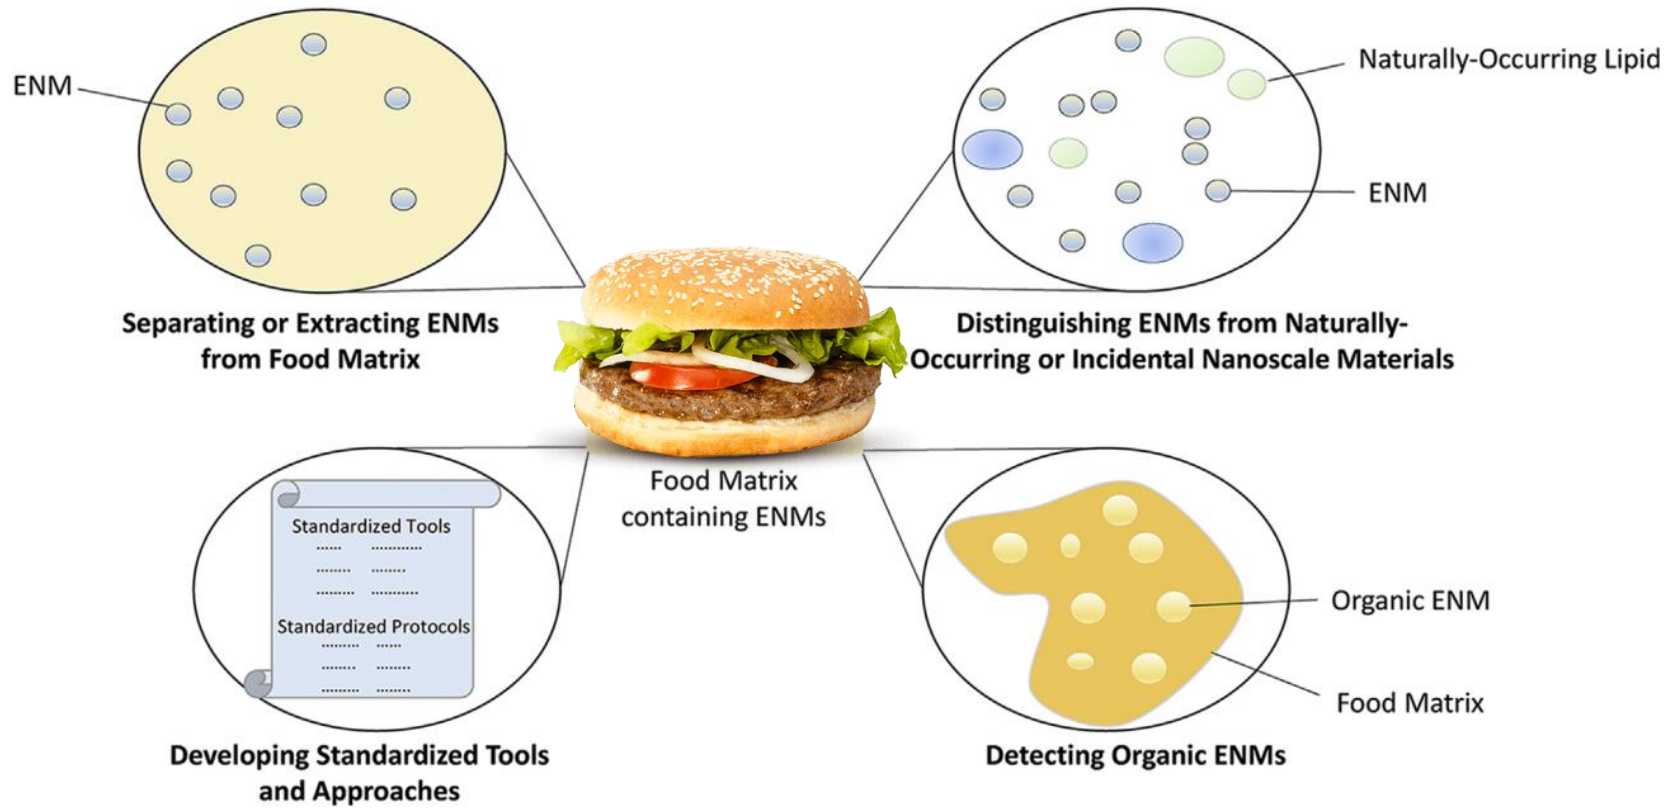 ENM
Separating or Extracting ENMs
from Food Matrix
Naturally-Occurring Lipid
ENM
Distinguishing ENMs from Naturally-
Occurring or Incidental Nanoscale Materials
Food Matrix
containing ENMs
Standardized Tools
Standardized Protocols
Developing Standardized Tools
and Approaches
Organic ENM
Food Matrix
Detecting Organic ENMs